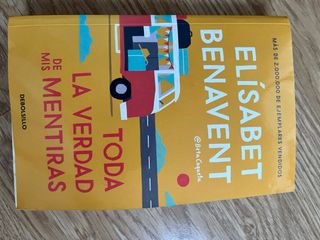 MÁS DE 2.000.000 DE EJEMPLARES VENDIDOS
ELÍSABET
BENAVENT
@BetaCoqueta
TODA
LA VERDAD
DE MIS MENTIRAS
DEBOLSILLO